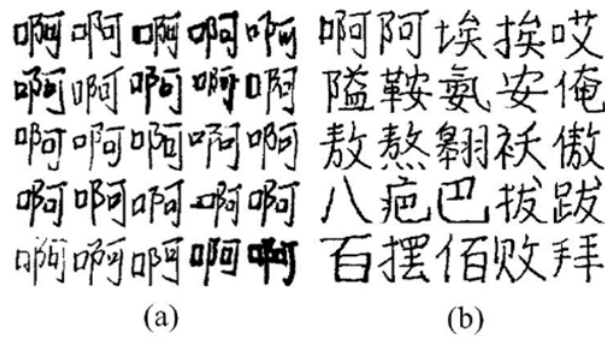 啊 啊 啊 啊 啊 啊 阿 埃 挨 哎
啊 啊 啊 啊 啊 隘 鞍 氨 安 俺
啊 啊 啊 啊 啊 敖 熬 翱 袄 傲
啊 啊 啊 啊 啊 八 疤 巴 拔 跋
啊 啊 啊 啊 啊 百 摆 佰 败 拜
(a) (b)